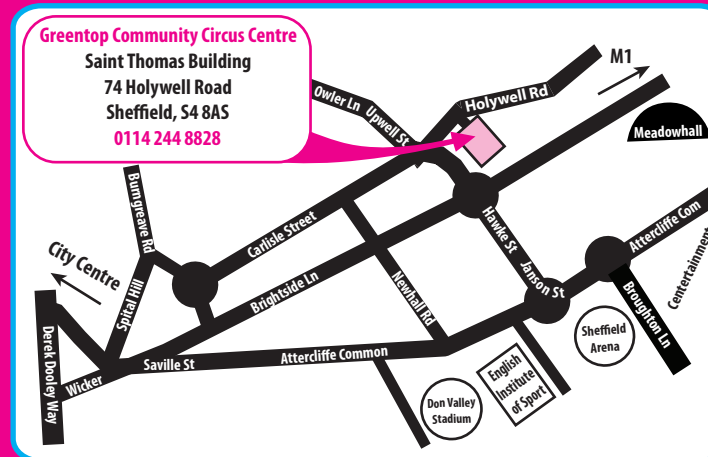 Greentop Community Circus Centre
Saint Thomas Building
74 Holywell Road
Sheffield, S4 8AS
0114 244 8828
M1
Owler Ln
Upwell St
Holywell Rd
Meadowhall
Burngreave Rd
Carlisle Street
Hawke St
Attercliffe Com
City Centre
Spital Hill
Brightside Ln
Newhall Rd
Janson St
Centertainment
Broughton Ln
Derek Dooley Way
Wicker
Saville St
Attercliffe Common
Sheffield
Arena
English
Institute
of Sport
Don Valley
Stadium